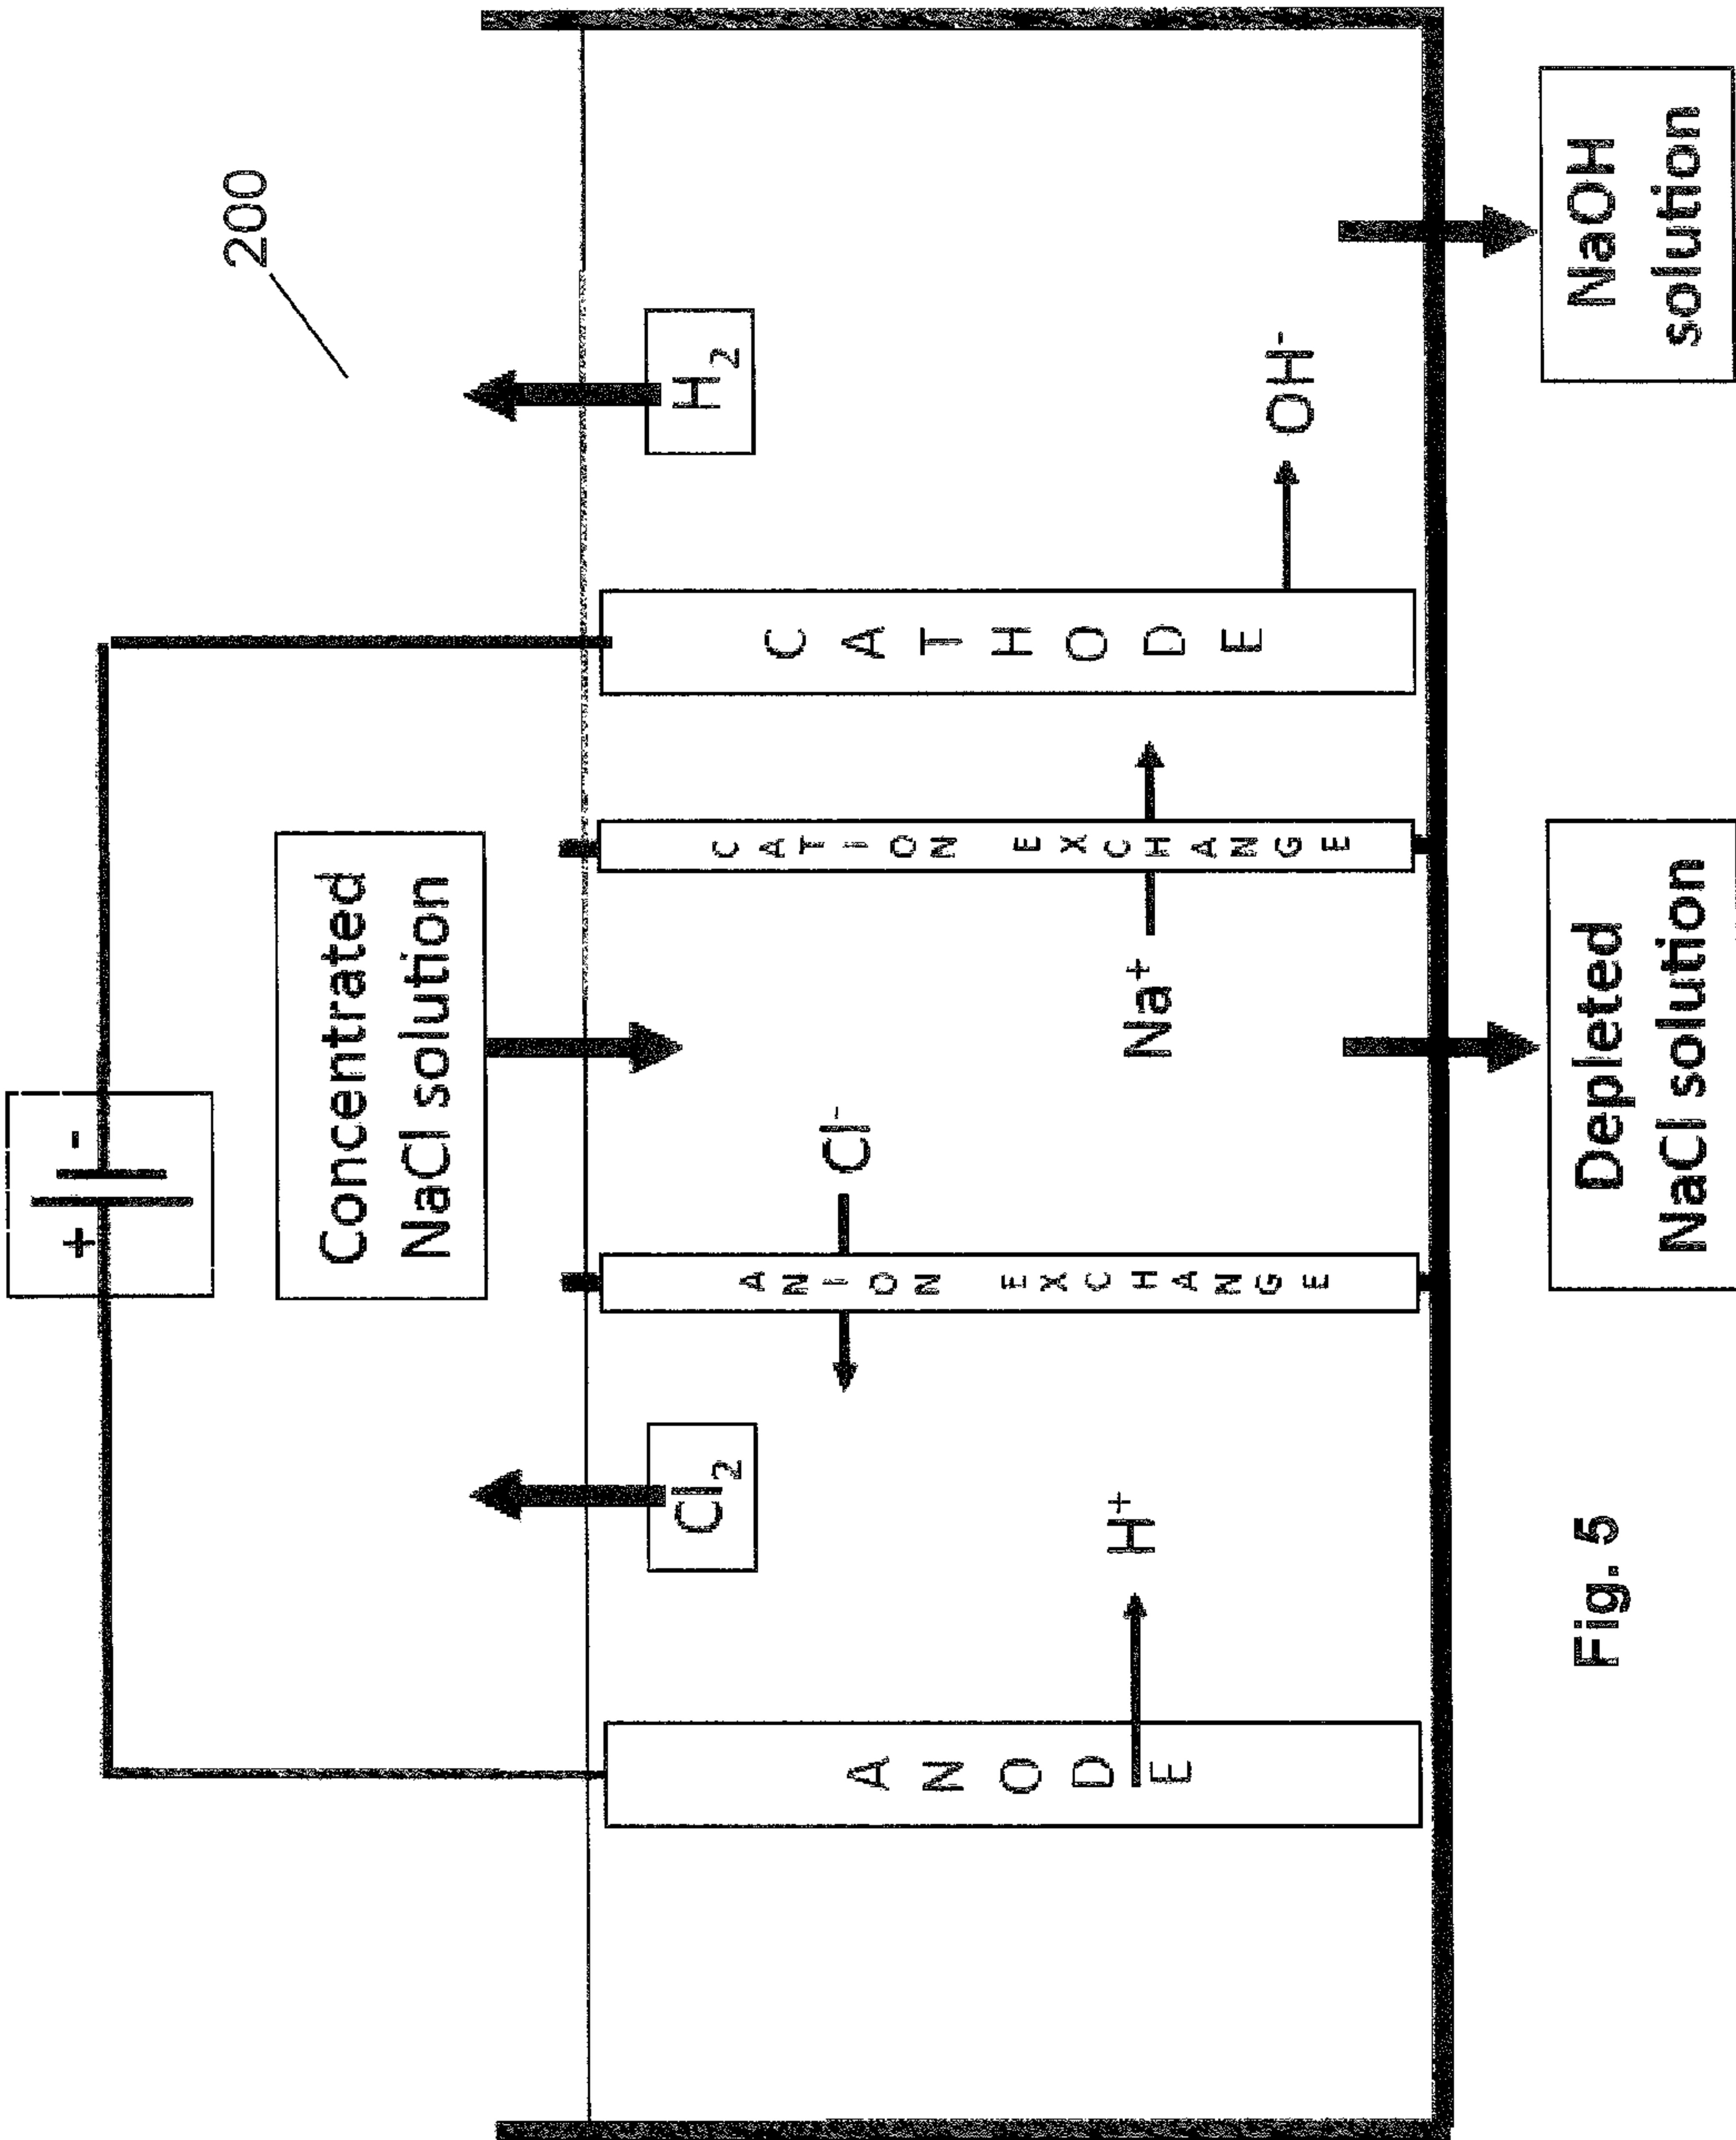 + -
200
Concentrated
NaCl solution
Cl₂
H₂
Cl⁻
H⁺
Na⁺
OH⁻
ANODE
ANION EXCHANGE
CATION EXCHANGE
CATHODE
Depleted
NaCl solution
NaOH
solution
Fig. 5